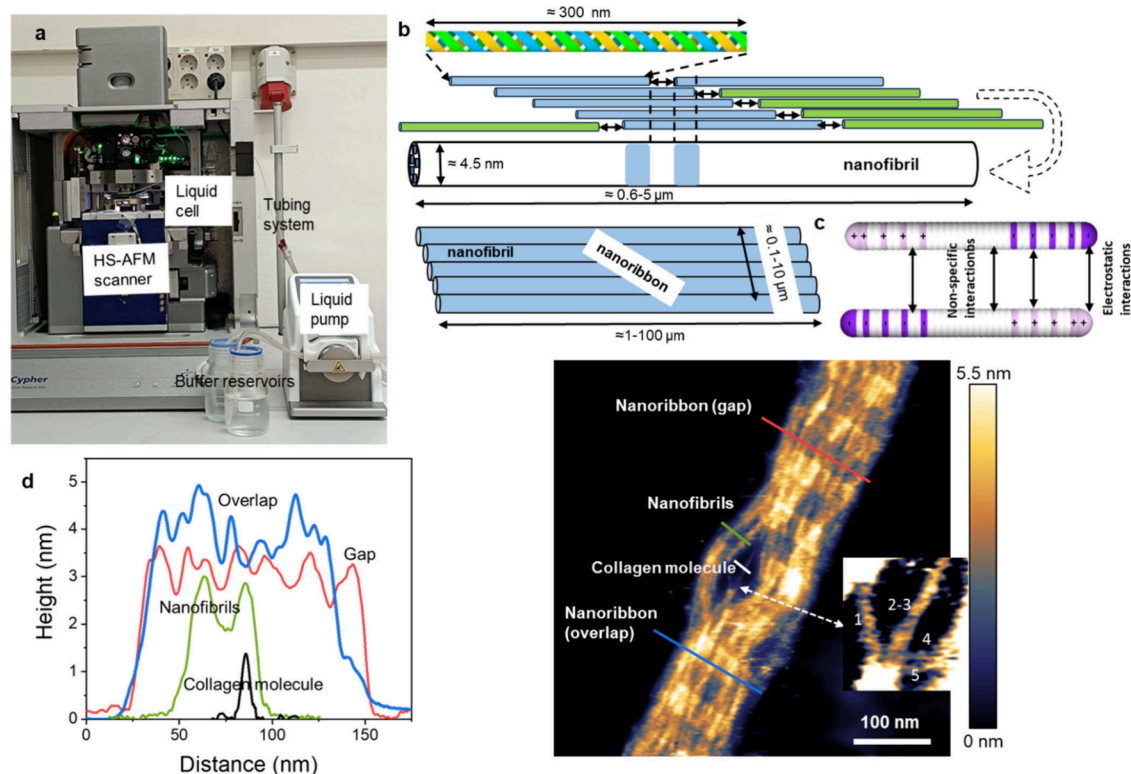 a
Liquid
cell
HS-AFM
scanner
Tubing
system
Liquid
pump
Buffer reservoirs
Cypher
b
≈ 300 nm
≈ 4.5 nm
nanofibril
≈ 0.6-5 µm
nanofibril
nanoribbon
≈ 0.1-10 µm
≈1-100µm
c
+ + + + +
Non-specific
interactionbs
Electrostatic
interactions
+ + + + +
Nanoribbon (gap)
Nanofibrils
Collagen molecule
Nanoribbon
(overlap)
1
2-3
4
5
100 nm
5.5 nm
0 nm
d
Height (nm)
5
4
3
2
1
0
Overlap
Gap
Nanofibrils
Collagen molecule
0
50
100
150
Distance (nm)